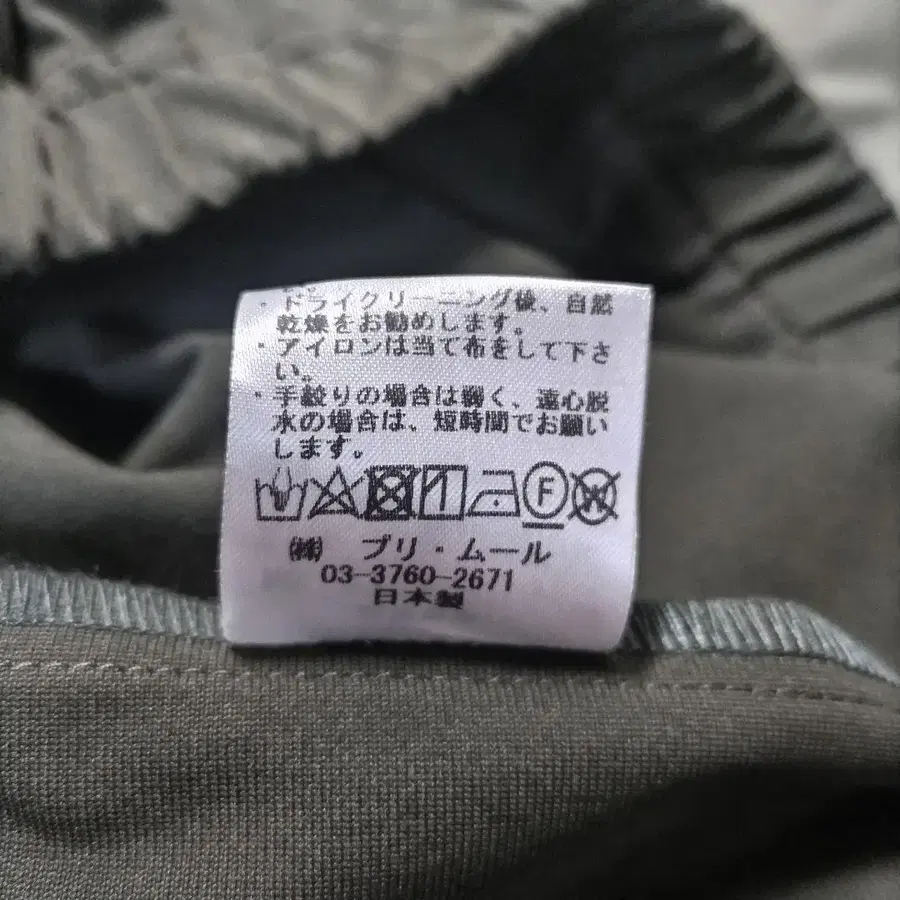 ・ドライクリーニング後、自然
乾燥をお勧めします。
・アイロンは当て布をして下さ
い。
・手絞りの場合は弱く、遠心脱
水の場合は、短時間でお願い
します。
F W
㈱ プリ・ムール
03-3760-2671
日本製